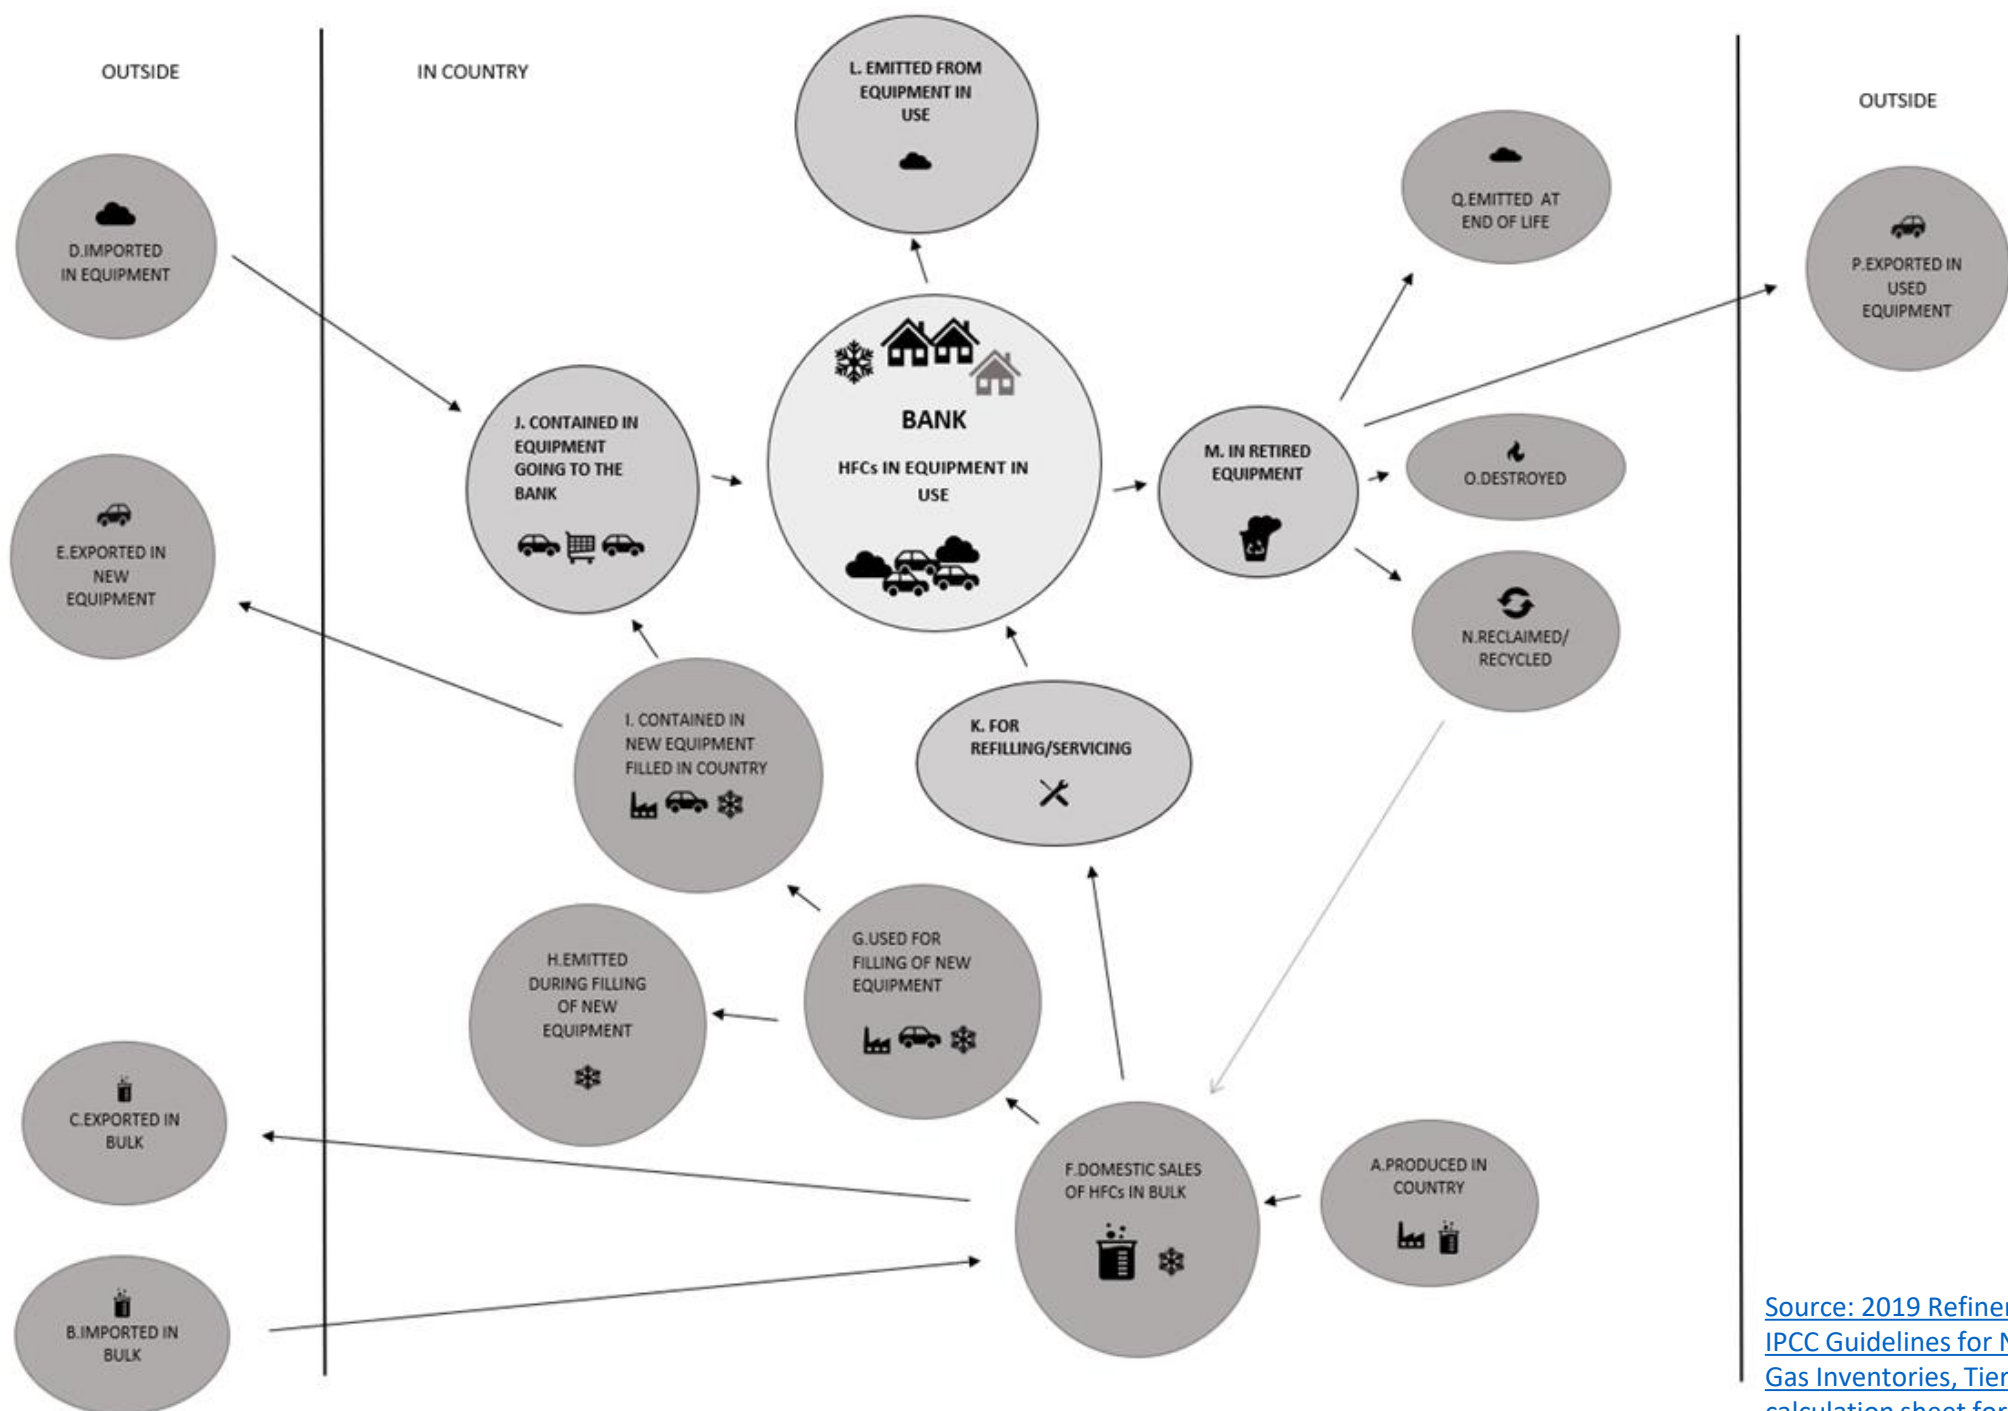 OUTSIDE
IN COUNTRY
OUTSIDE
L. EMITTED FROM
EQUIPMENT IN
USE
Q.EMITTED AT
END OF LIFE
D.IMPORTED
IN EQUIPMENT
P.EXPORTED IN
USED
EQUIPMENT
J. CONTAINED IN
EQUIPMENT
GOING TO THE
BANK
BANK
HFCs IN EQUIPMENT IN
USE
M. IN RETIRED
EQUIPMENT
O.DESTROYED
E.EXPORTED IN
NEW
EQUIPMENT
N.RECLAIMED/
RECYCLED
I. CONTAINED IN
NEW EQUIPMENT
FILLED IN COUNTRY
K. FOR
REFILLING/SERVICING
H.EMITTED
DURING FILLING
OF NEW
EQUIPMENT
G.USED FOR
FILLING OF NEW
EQUIPMENT
C.EXPORTED IN
BULK
F.DOMESTIC SALES
OF HFCs IN BULK
A.PRODUCED IN
COUNTRY
B.IMPORTED IN
BULK
Source: 2019 Refine
IPCC Guidelines for
Gas Inventories, Tier
calculation sheet for